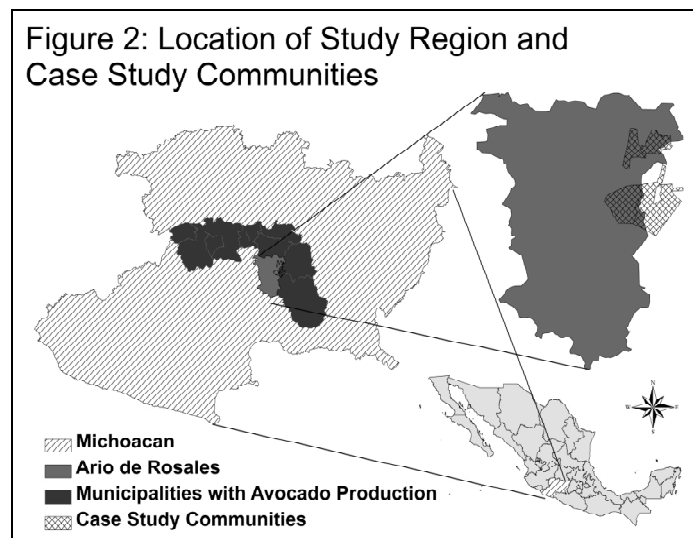 Figure 2: Location of Study Region and
Case Study Communities
N
W E
S
Michoacan
Ario de Rosales
Municipalities with Avocado Production
Case Study Communities